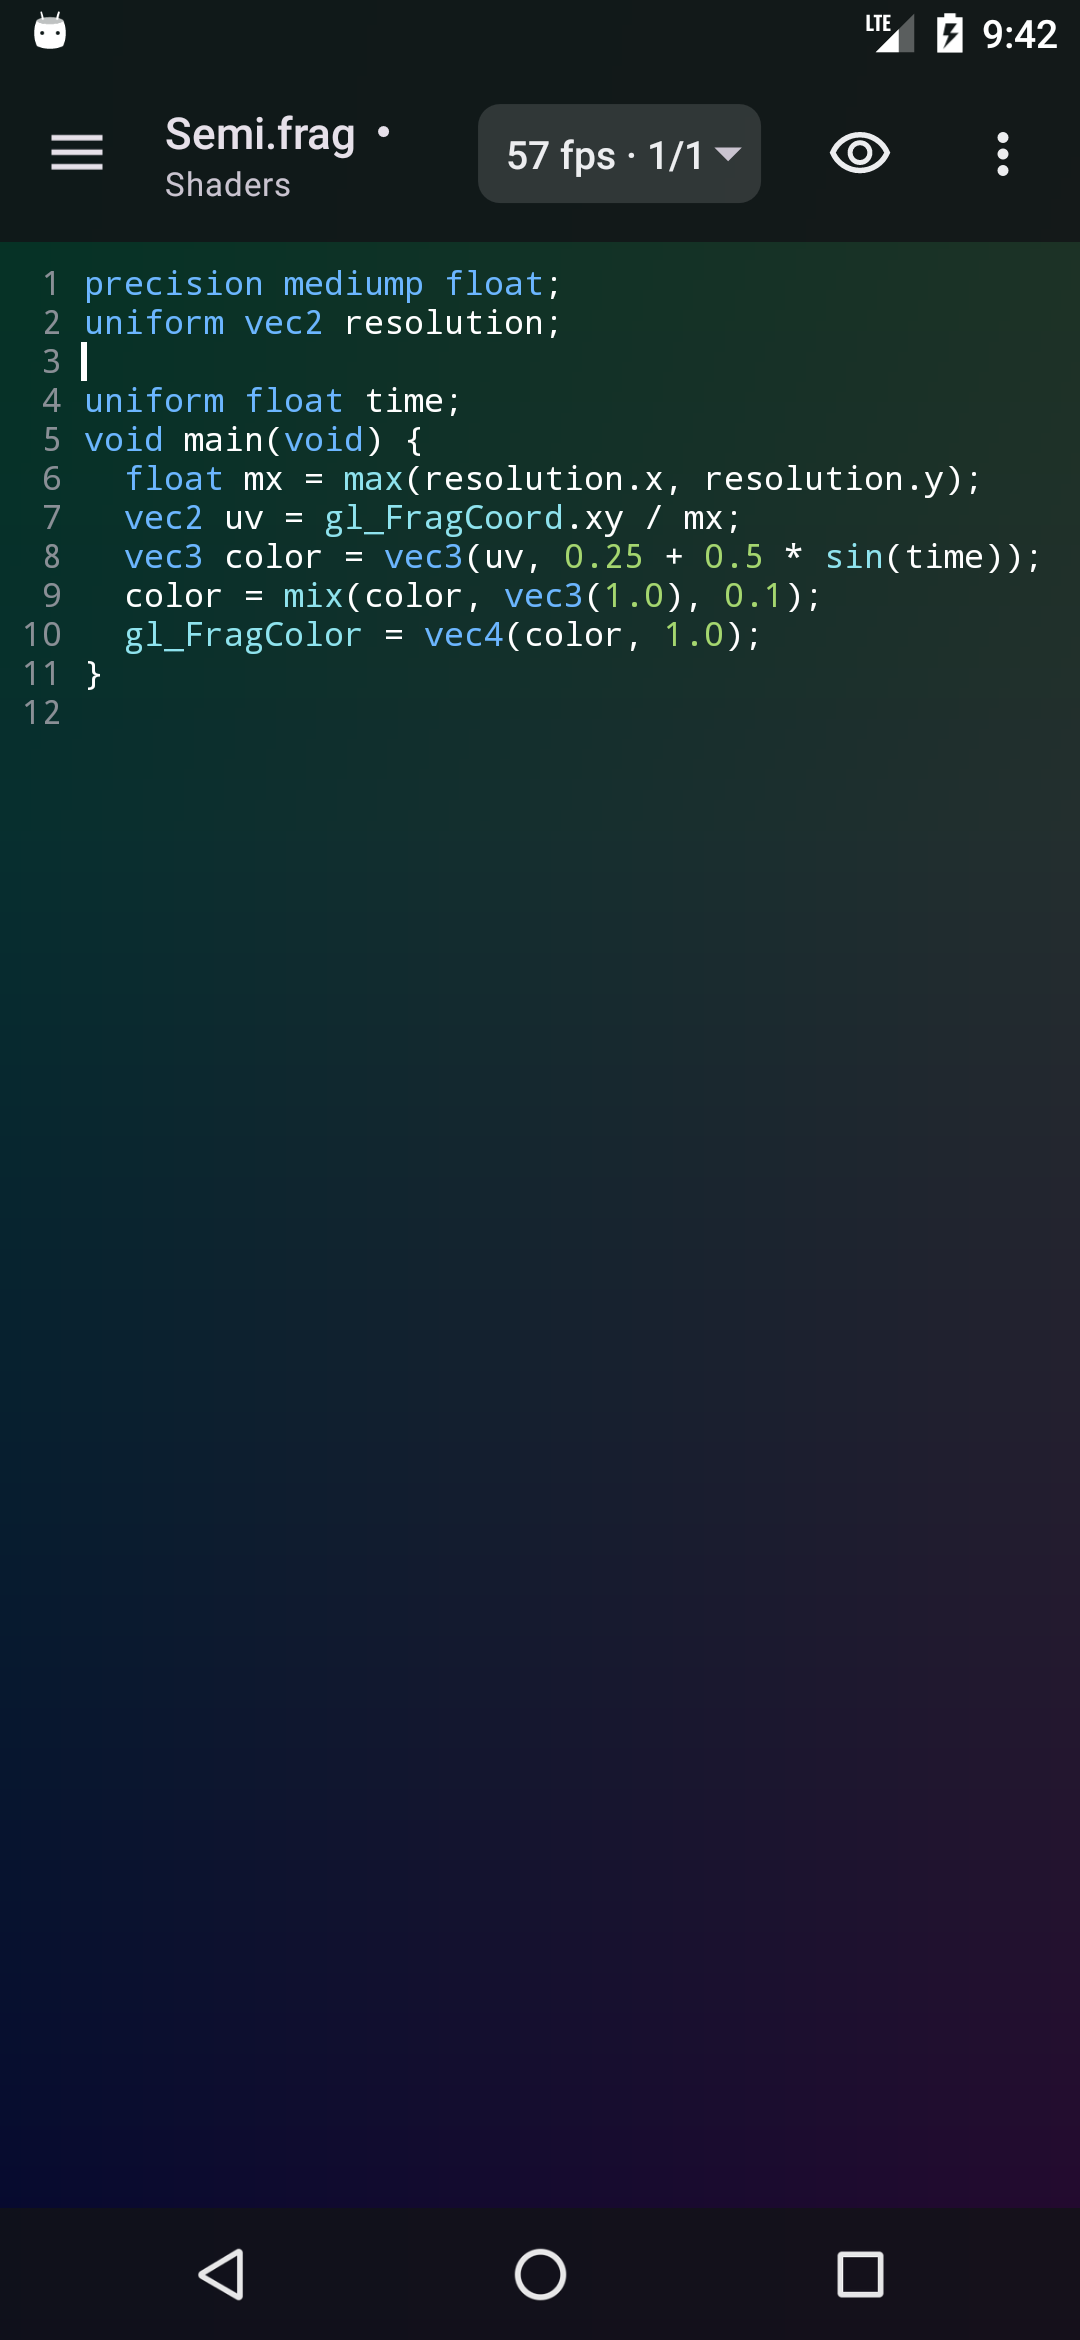 LTE 9:42
Semi.frag •
Shaders
57 fps · 1/1
1 precision mediump float;
2 uniform vec2 resolution;
3
4 uniform float time;
5 void main(void) {
6   float mx = max(resolution.x, resolution.y);
7   vec2 uv = gl_FragCoord.xy / mx;
8   vec3 color = vec3(uv, 0.25 + 0.5 * sin(time));
9   color = mix(color, vec3(1.0), 0.1);
10   gl_FragColor = vec4(color, 1.0);
11 }
12